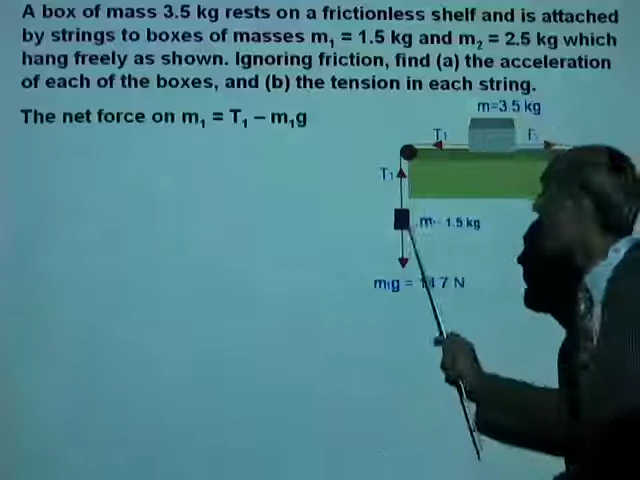 A box of mass 3.5 kg rests on a frictionless shelf and is attached
by strings to boxes of masses m₁ = 1.5 kg and m₂ = 2.5 kg which
hang freely as shown. Ignoring friction, find (a) the acceleration
of each of the boxes, and (b) the tension in each string.
The net force on m₁ = T₁ – m₁g
m=3.5 kg
T₁
T₁
1.5 kg
m₁g = 14.7 N